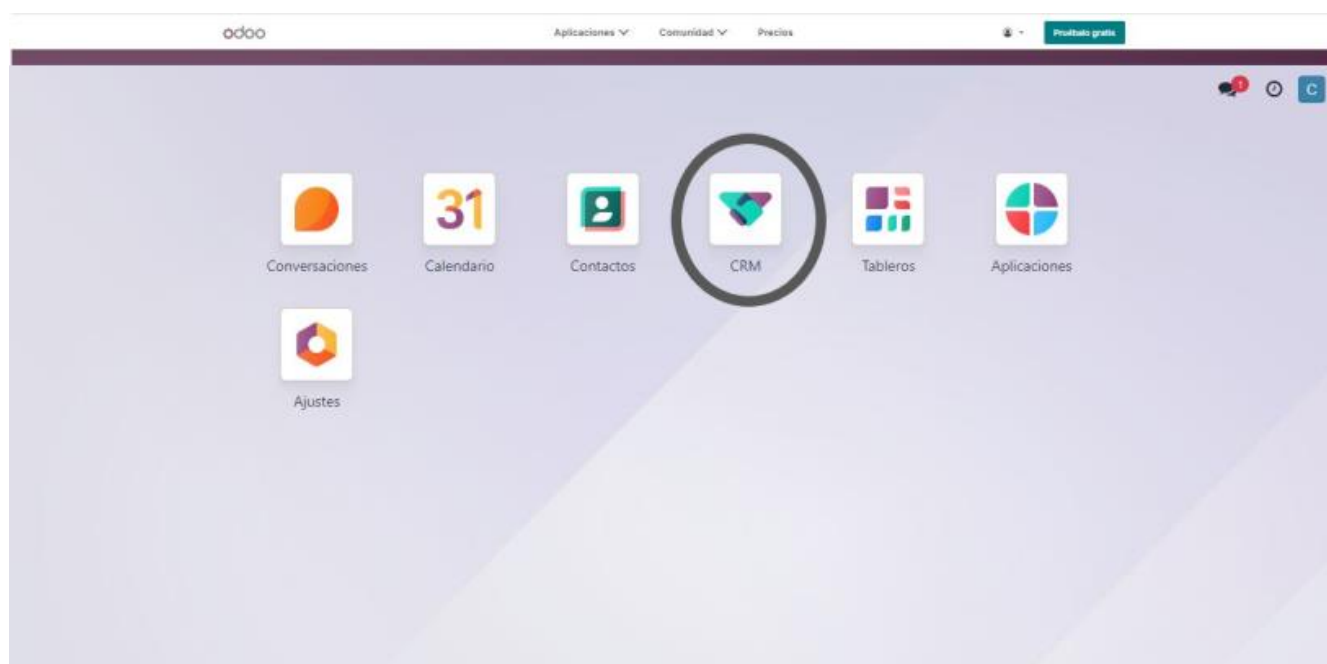 odoo Aplicaciones Comunidad Precios Pruébalo gratis
1 C
31
Conversaciones Calendario Contactos CRM Tableros Aplicaciones
Ajustes